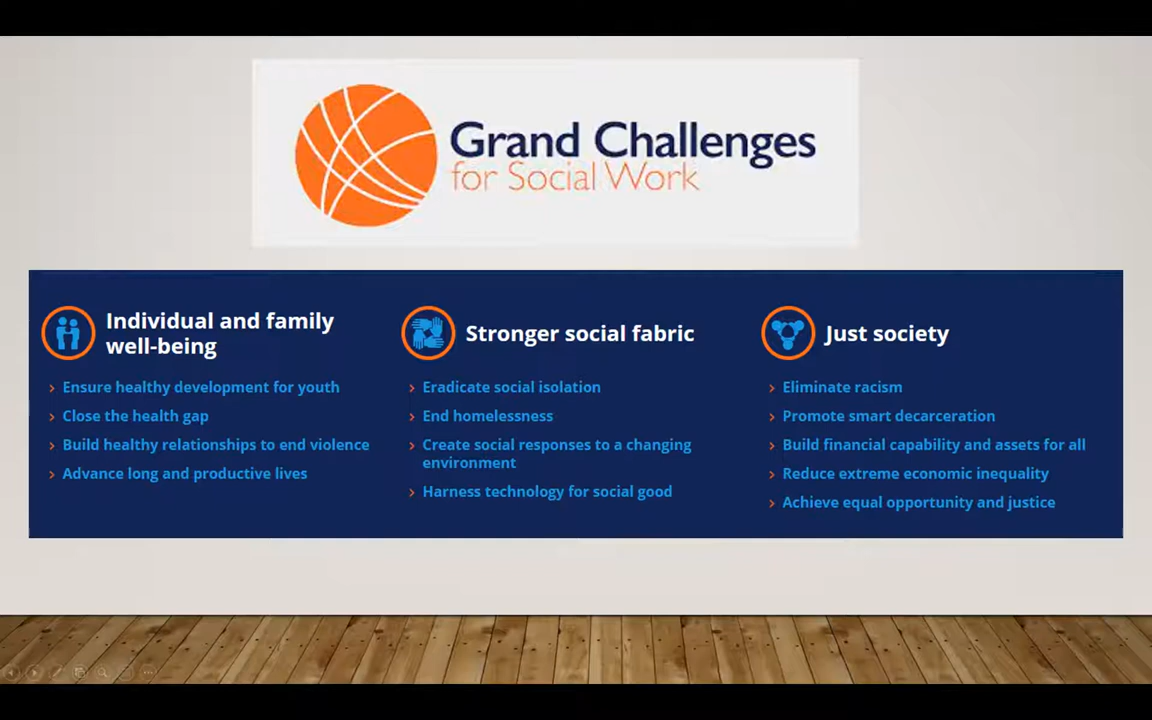 Grand Challenges
for Social Work
Individual and family
well-being
Ensure healthy development for youth
Close the health gap
Build healthy relationships to end violence
Advance long and productive lives
Stronger social fabric
Eradicate social isolation
End homelessness
Create social responses to a changing
environment
Harness technology for social good
Just society
Eliminate racism
Promote smart decarceration
Build financial capability and assets for all
Reduce extreme economic inequality
Achieve equal opportunity and justice